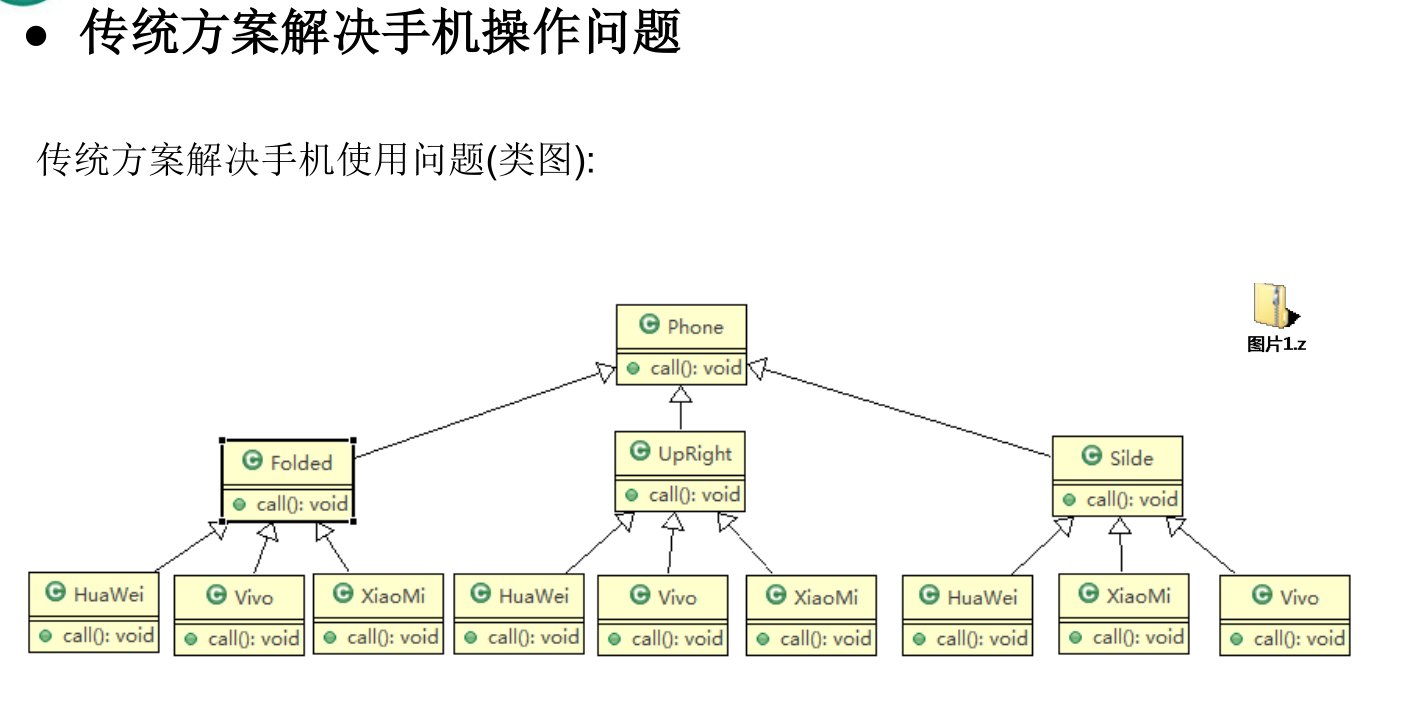 ● 传统方案解决手机操作问题
传统方案解决手机使用问题(类图):
图片1.z
C Phone
call(): void
C Folded
call(): void
C UpRight
call(): void
C Silde
call(): void
C HuaWei
call(): void
C Vivo
call(): void
C XiaoMi
call(): void
C HuaWei
call(): void
C Vivo
call(): void
C XiaoMi
call(): void
C HuaWei
call(): void
C XiaoMi
call(): void
C Vivo
call(): void